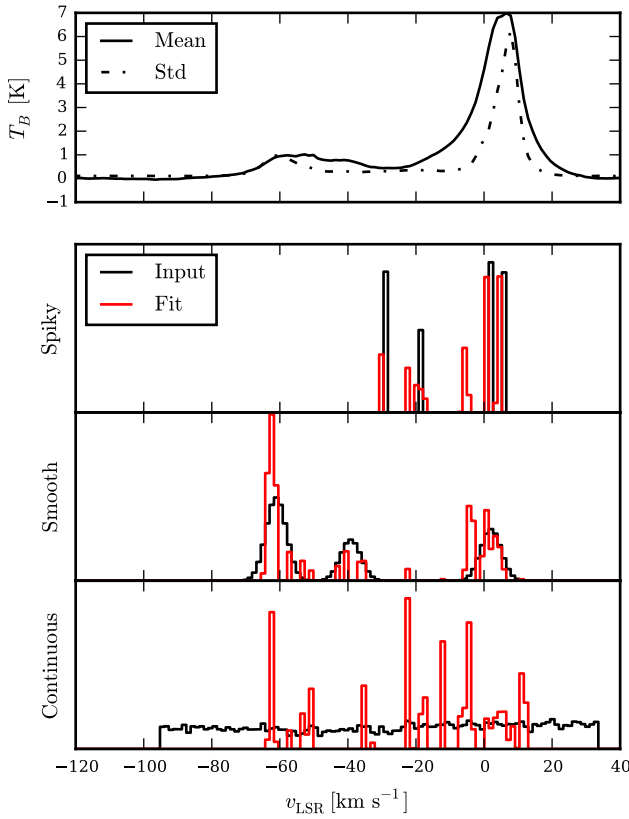 7
6
5
4
3
2
1
0
−1
T_B [K]
Mean
Std
Spiky
Input
Fit
Smooth
Continuous
−120 −100 −80 −60 −40 −20 0 20 40
v_LSR [km s⁻¹]